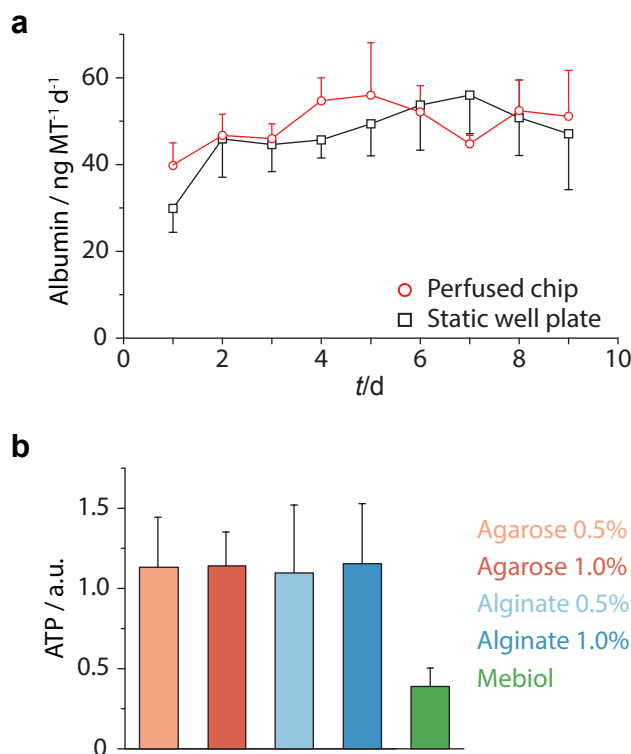 a
Albumin / ng MT⁻¹ d⁻¹
60
40
20
0
Perfused chip
Static well plate
0 2 4 6 8 10
t/d
b
ATP / a.u.
1.5
1.0
0.5
0
Agarose 0.5%
Agarose 1.0%
Alginate 0.5%
Alginate 1.0%
Mebiol